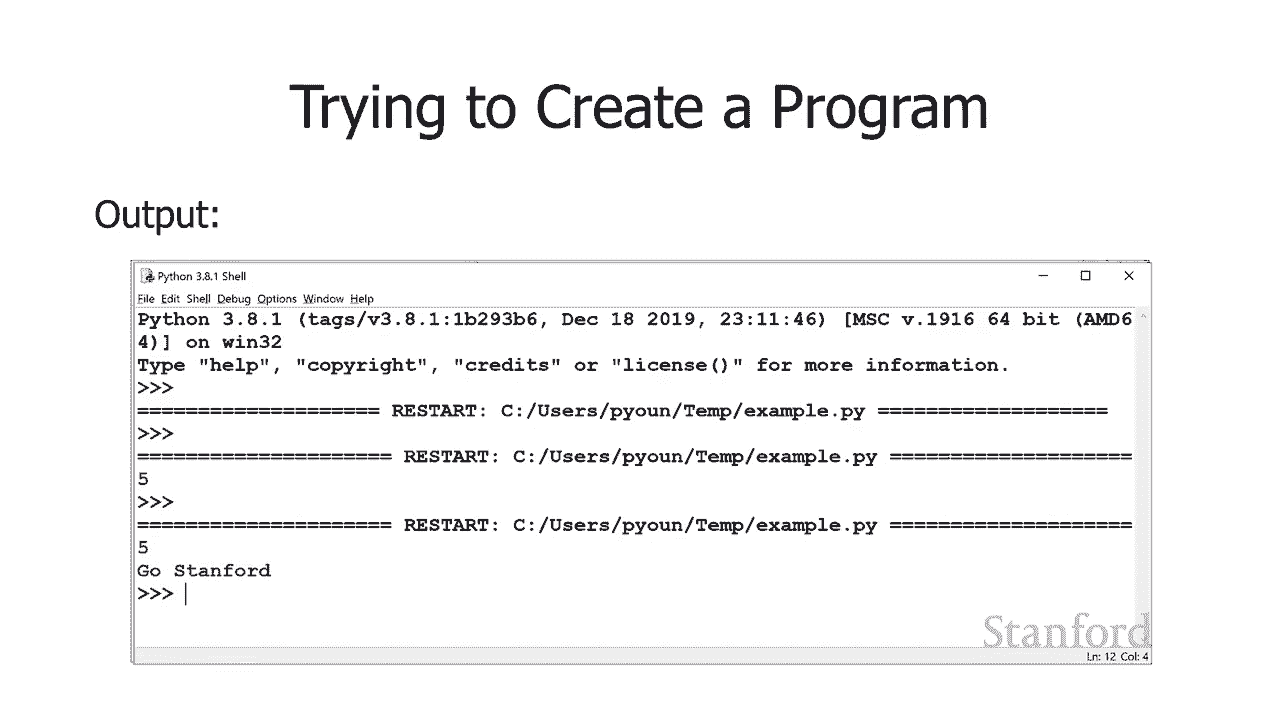 Trying to Create a Program
Output:
Python 3.8.1 Shell
File Edit Shell Debug Options Window Help
Python 3.8.1 (tags/v3.8.1:1b293b6, Dec 18 2019, 23:11:46) [MSC v.1916 64 bit (AMD6
4)] on win32
Type "help", "copyright", "credits" or "license()" for more information.
>>>
==================== RESTART: C:/Users/pyoun/Temp/example.py ===================
>>>
===================== RESTART: C:/Users/pyoun/Temp/example.py ====================
5
>>>
===================== RESTART: C:/Users/pyoun/Temp/example.py ====================
5
Go Stanford
>>>
Stanford
Ln: 12 Col: 4